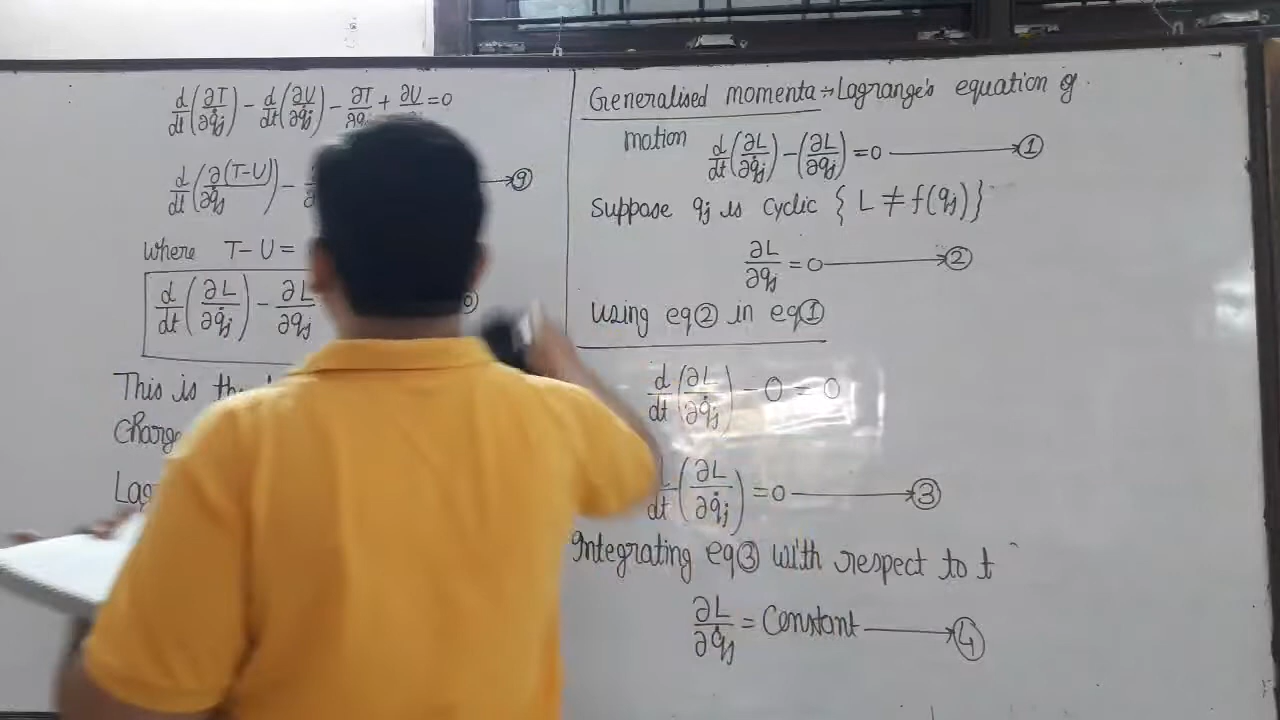 d/dt(∂T/∂q̇j) − d/dt(∂U/∂q̇j) − ∂T/∂qj + ∂U/ =0
d/dt(∂(T−U)/∂q̇j) − → ⑨
where T−U =
d/dt(∂L/∂q̇j) − ∂L/∂qj
This is the
Charge
Lag
Generalised momenta → Lagrange's equation of
motion d/dt(∂L/∂q̇j) − (∂L/∂qj) = 0 → ①
Suppose qj is cyclic { L ≠ f(qj)}
∂L/∂qj = 0 → ②
Using eq② in eq①
d/dt(∂L/∂q̇j) − 0 = 0
d/dt(∂L/∂q̇j) = 0 → ③
Integrating eq③ with respect to t
∂L/∂q̇j = Constant → ④